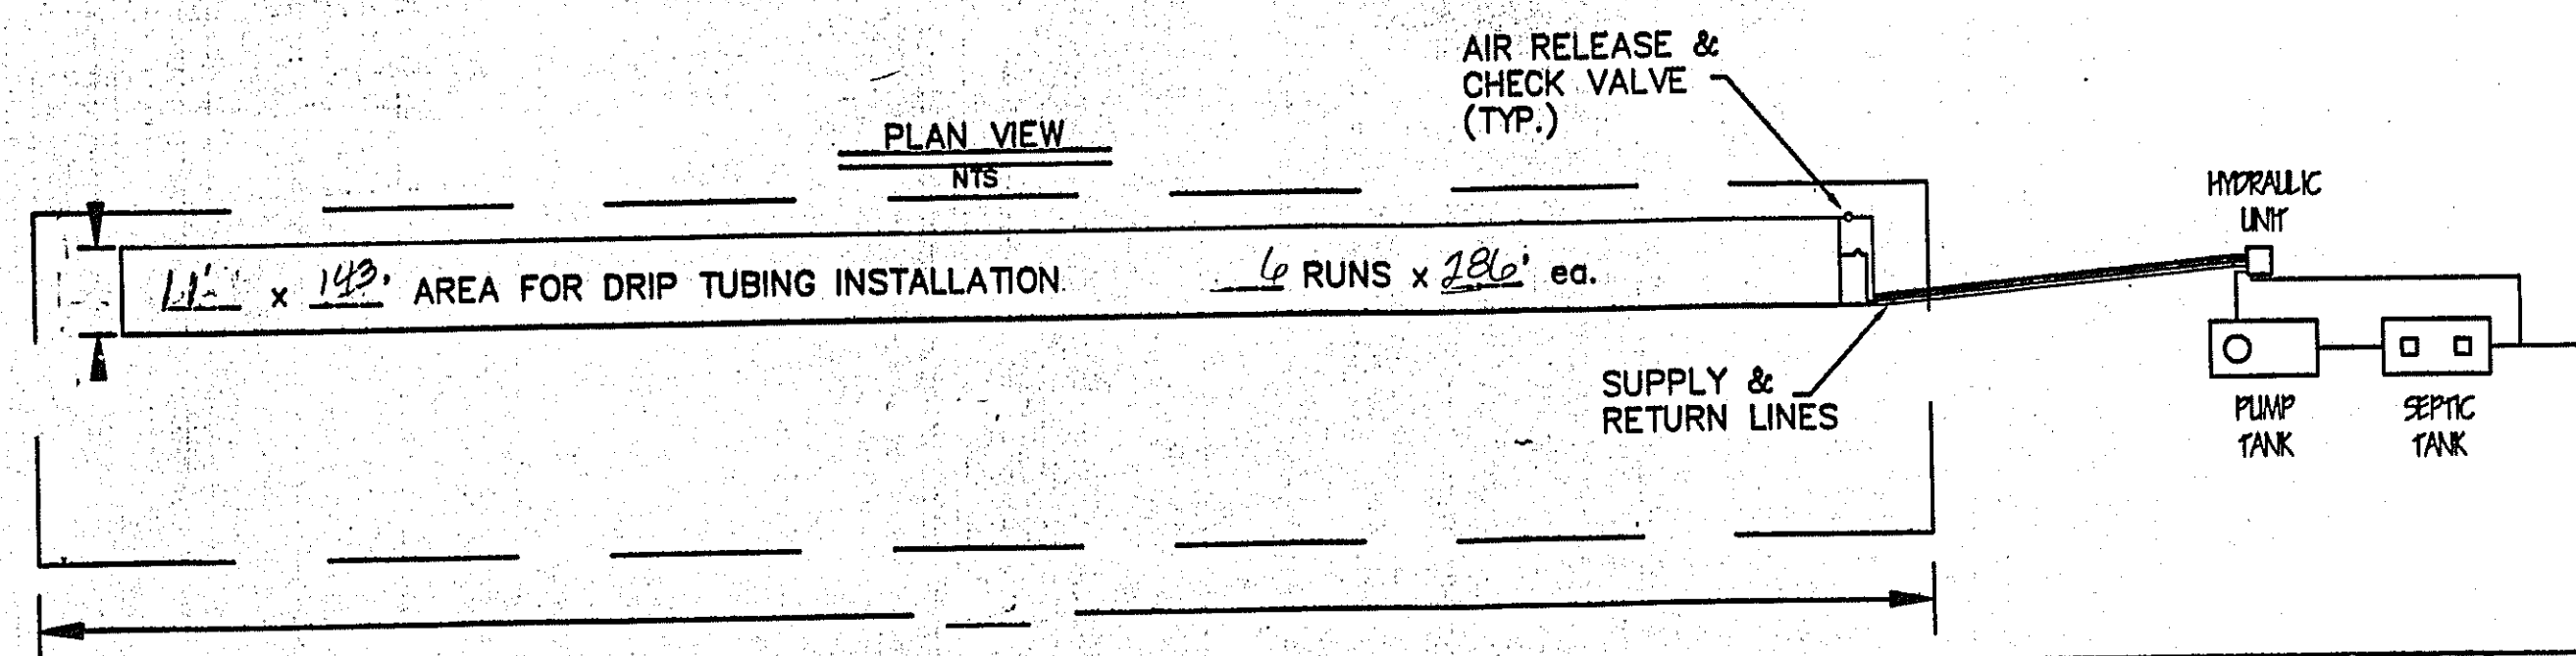 AIR RELEASE &
CHECK VALVE
(TYP.)
PLAN VIEW
NTS
HYDRAULIC
UNIT
11' x 143' AREA FOR DRIP TUBING INSTALLATION 6 RUNS x 286' ea.
SUPPLY &
RETURN LINES
PUMP
TANK
SEPTIC
TANK